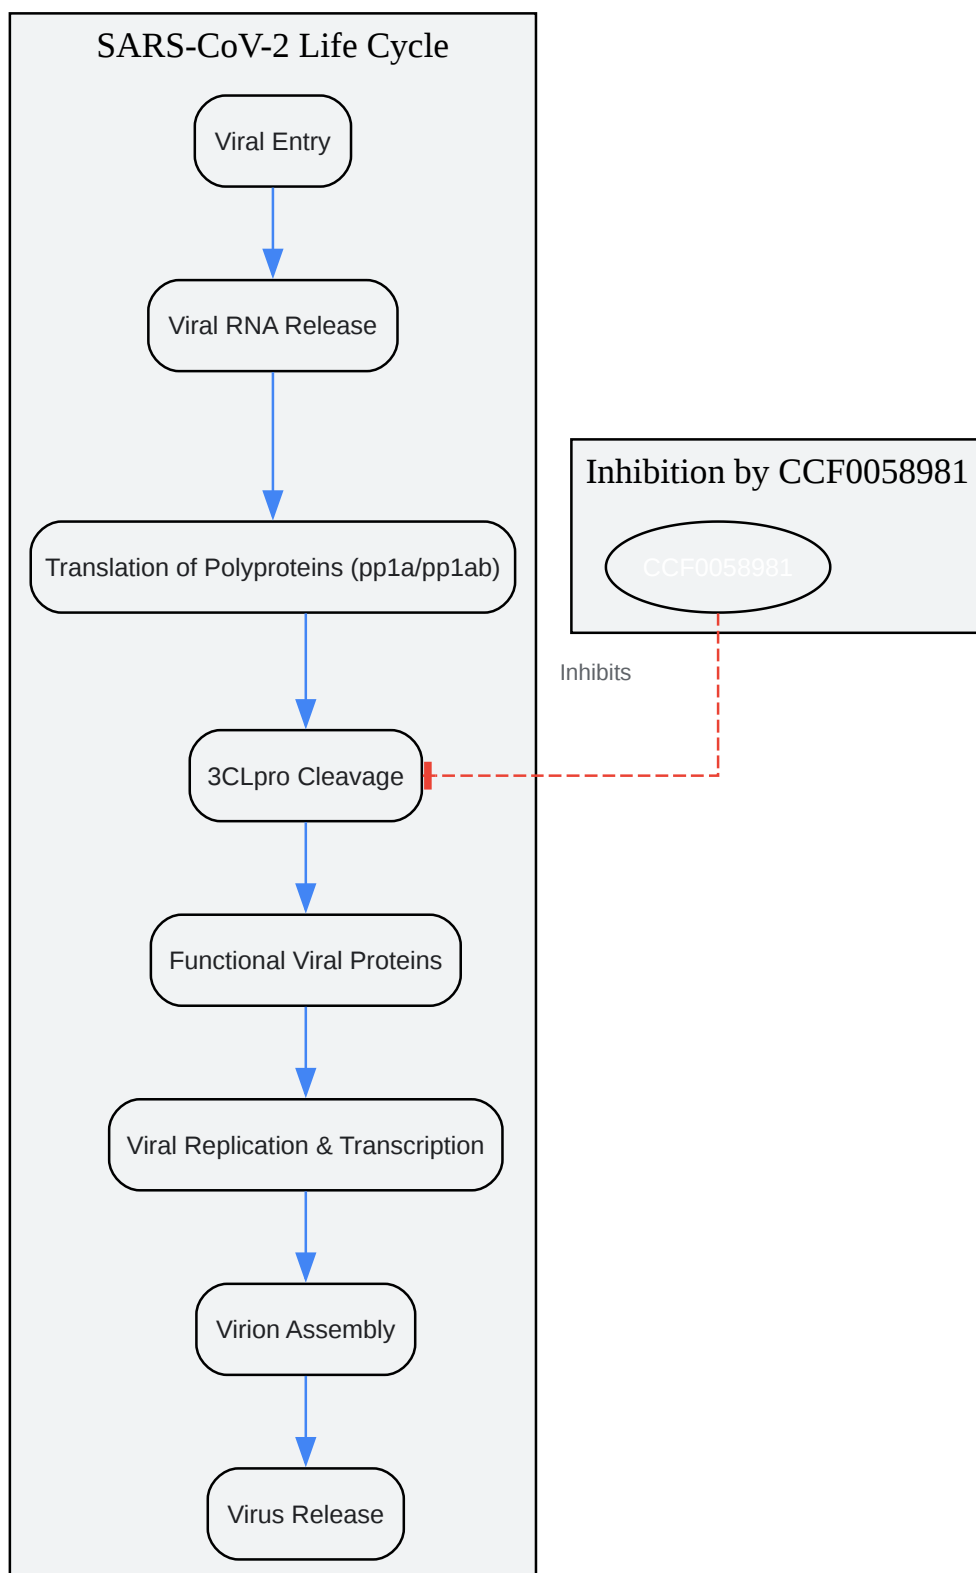 SARS-CoV-2 Life Cycle
Viral Entry
Viral RNA Release
Inhibition by CCF0058981
Translation of Polyproteins (pp1a/pp1ab)
CCF0058981
Inhibits
3CLpro Cleavage
Functional Viral Proteins
Viral Replication & Transcription
Virion Assembly
Virus Release